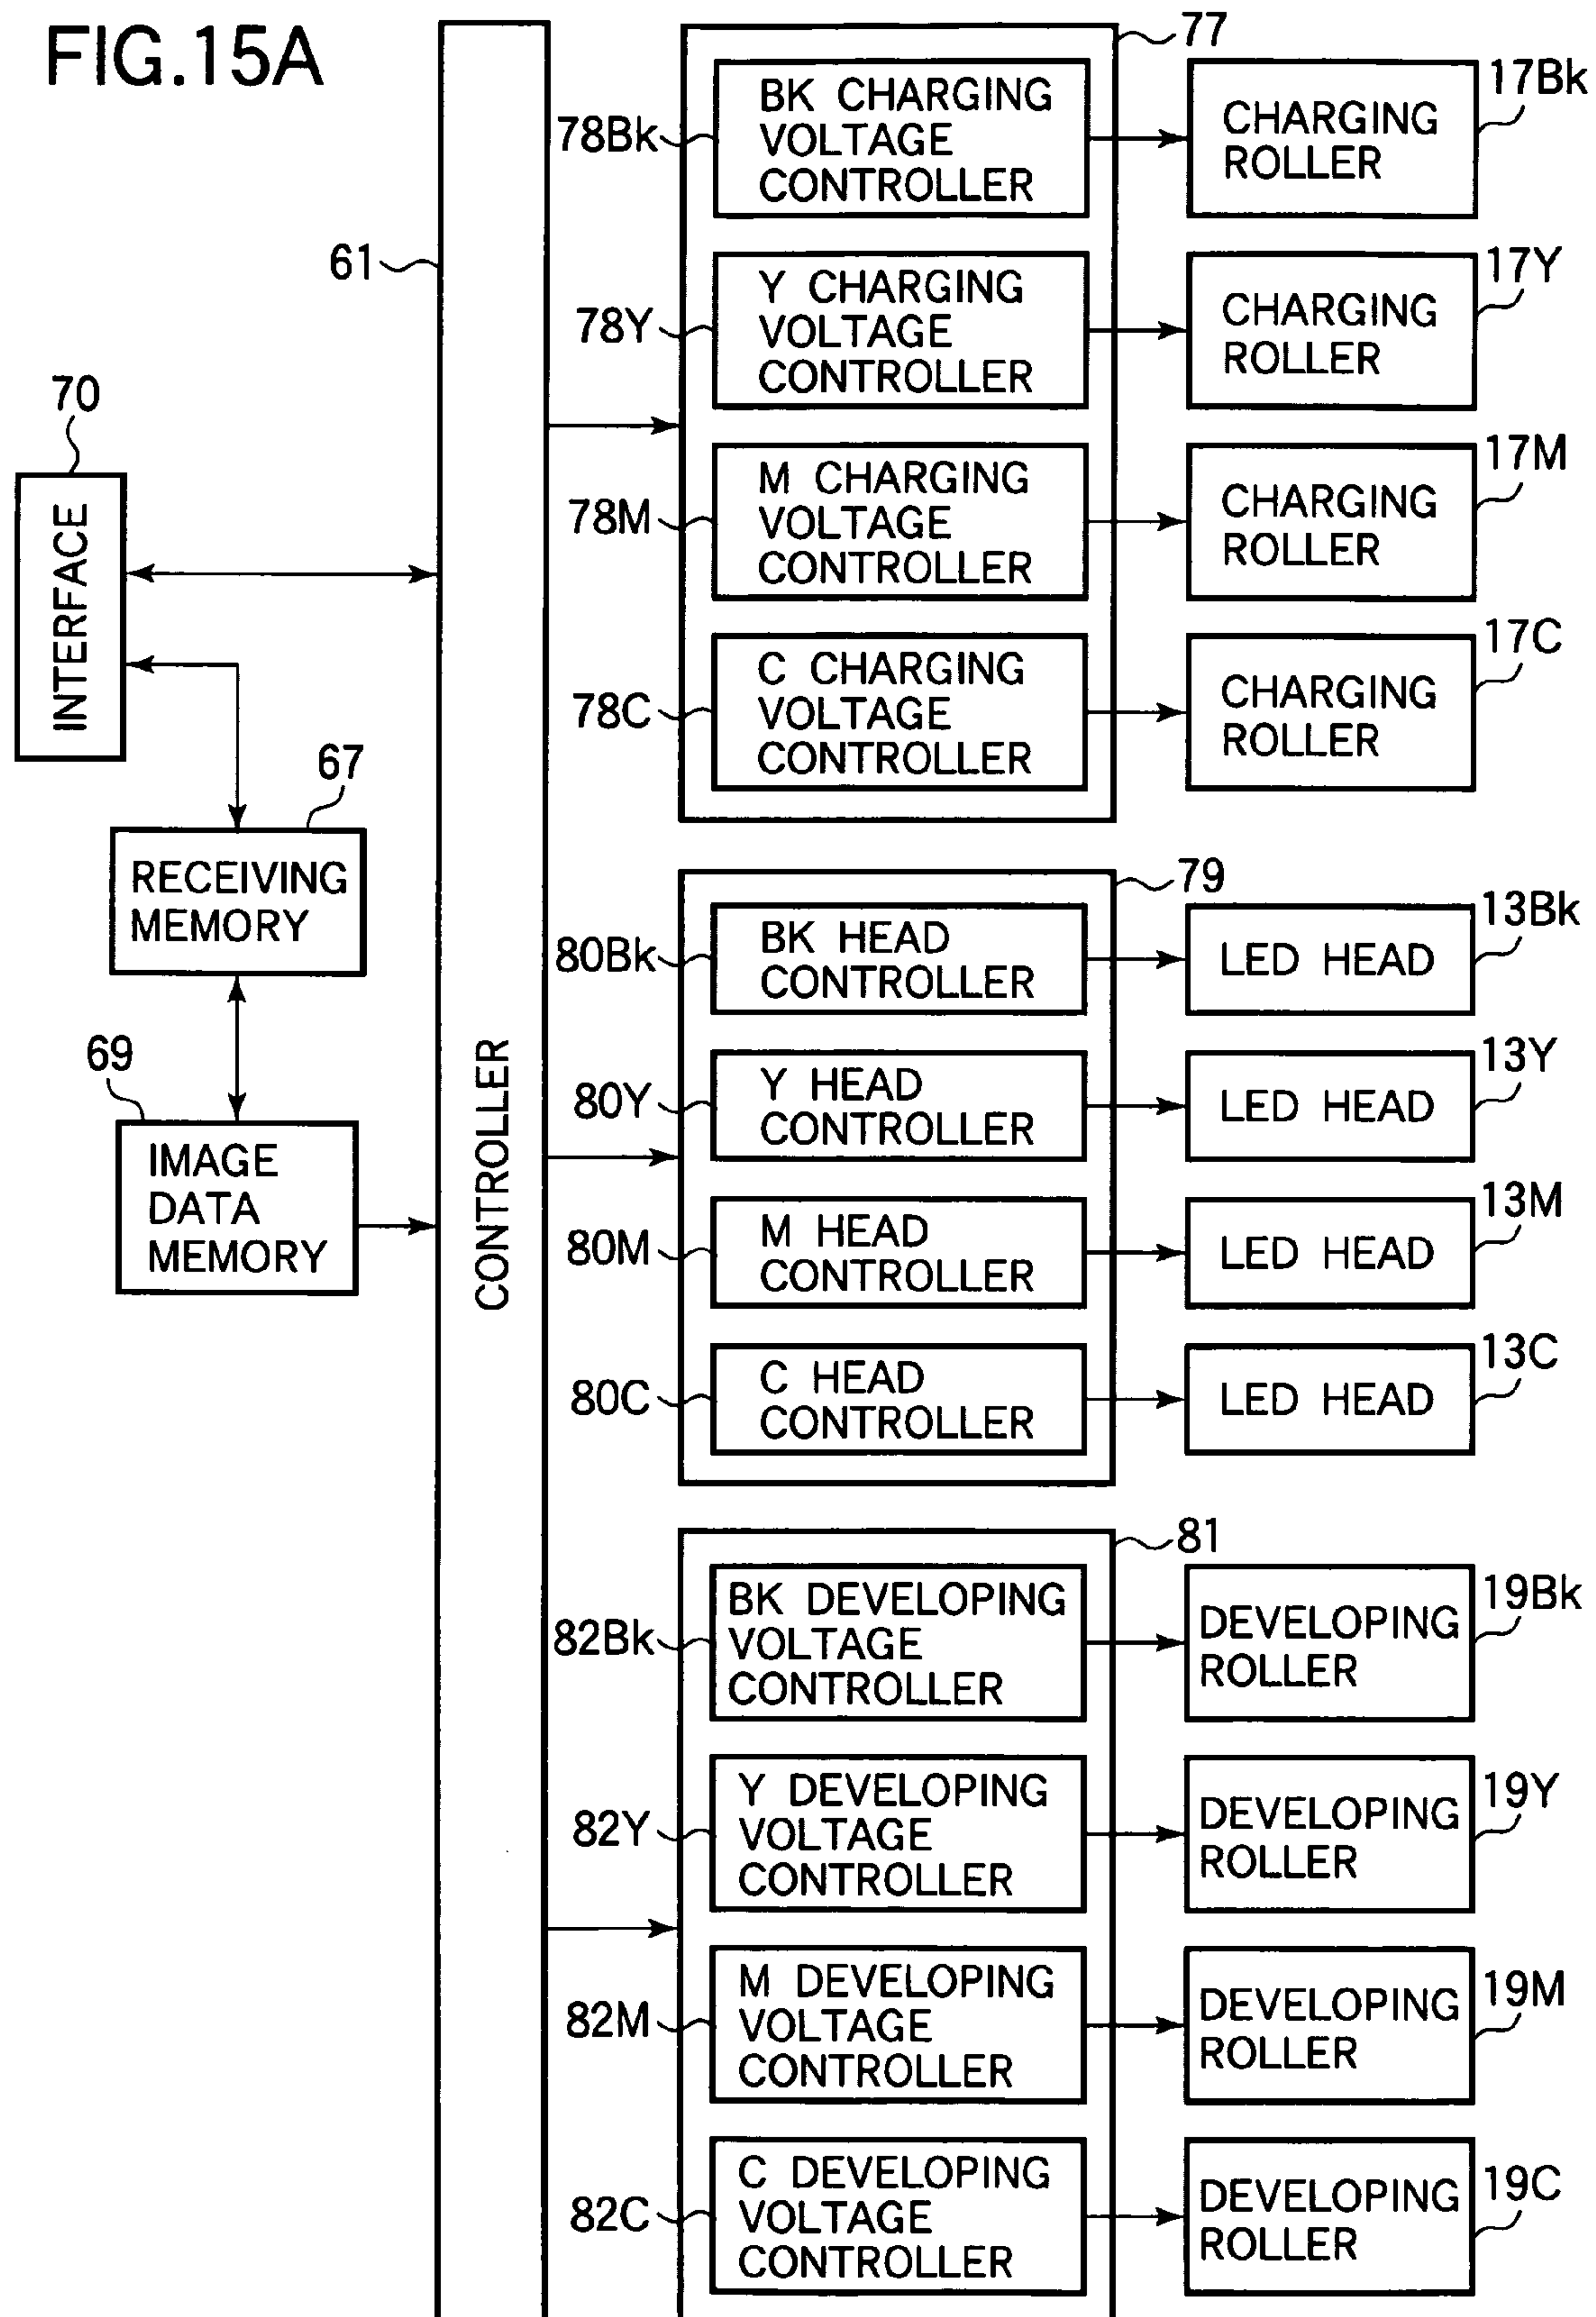 FIG.15A
77
78Bk
BK CHARGING
VOLTAGE
CONTROLLER
CHARGING
ROLLER
17Bk
61
78Y
Y CHARGING
VOLTAGE
CONTROLLER
CHARGING
ROLLER
17Y
70
INTERFACE
78M
M CHARGING
VOLTAGE
CONTROLLER
CHARGING
ROLLER
17M
78C
C CHARGING
VOLTAGE
CONTROLLER
CHARGING
ROLLER
17C
67
RECEIVING
MEMORY
69
IMAGE
DATA
MEMORY
CONTROLLER
79
80Bk
BK HEAD
CONTROLLER
LED HEAD
13Bk
80Y
Y HEAD
CONTROLLER
LED HEAD
13Y
80M
M HEAD
CONTROLLER
LED HEAD
13M
80C
C HEAD
CONTROLLER
LED HEAD
13C
81
82Bk
BK DEVELOPING
VOLTAGE
CONTROLLER
DEVELOPING
ROLLER
19Bk
82Y
Y DEVELOPING
VOLTAGE
CONTROLLER
DEVELOPING
ROLLER
19Y
82M
M DEVELOPING
VOLTAGE
CONTROLLER
DEVELOPING
ROLLER
19M
82C
C DEVELOPING
VOLTAGE
CONTROLLER
DEVELOPING
ROLLER
19C